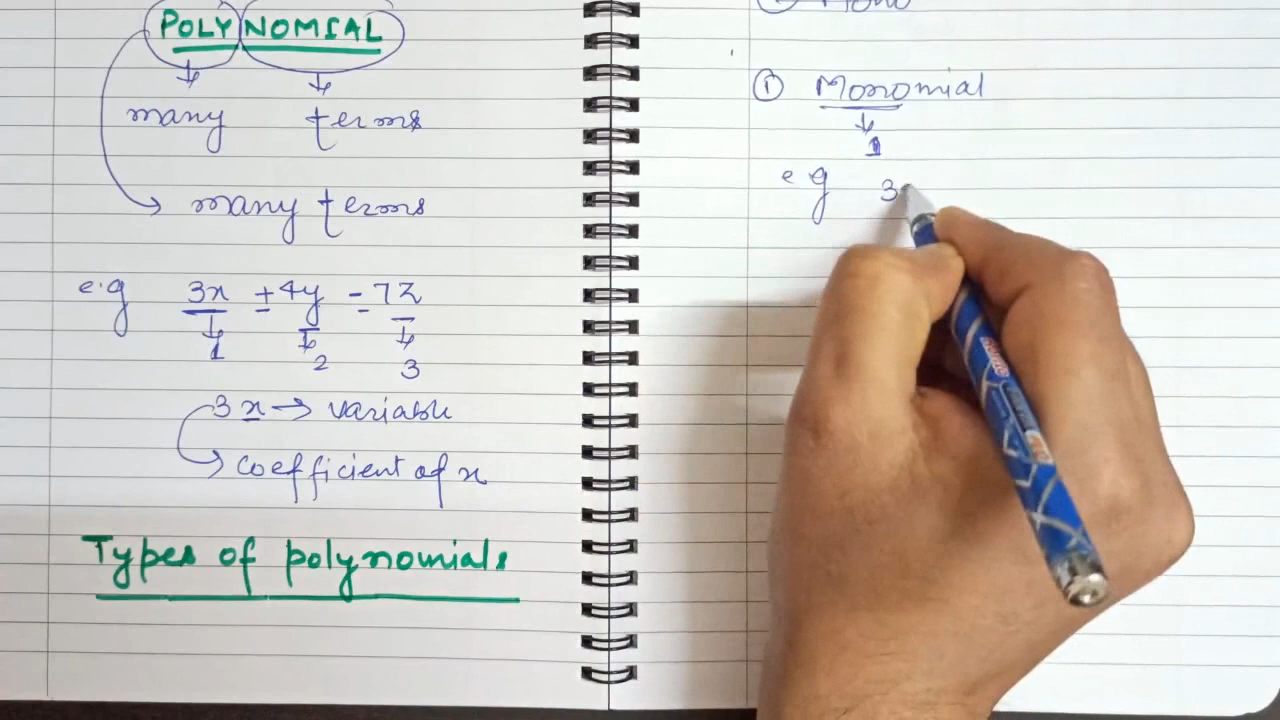 POLYNOMIAL
many terms
many terms
e.g 3x + 4y - 7z
1 2 3
3x → variable
coefficient of x
Types of polynomials
① Monomial
1
eg 3